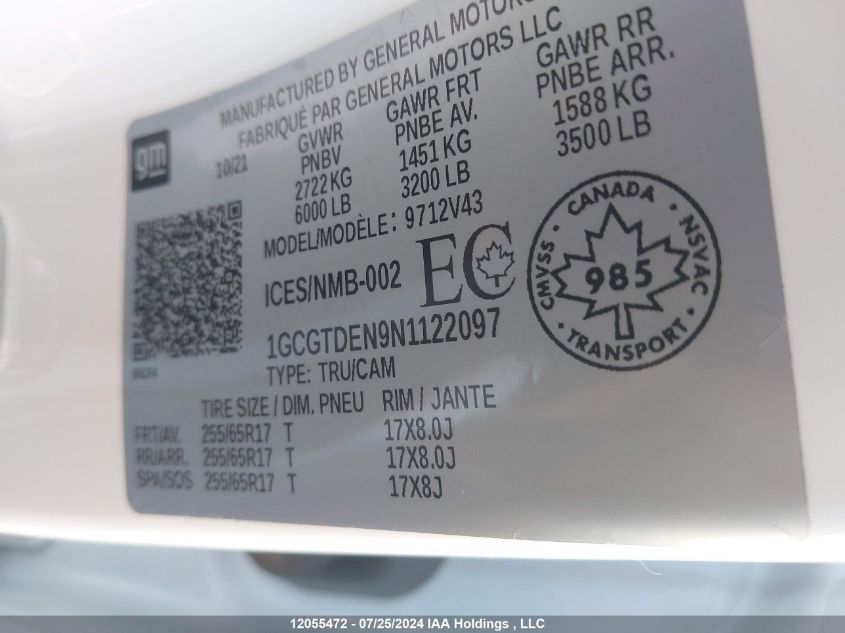 MANUFACTURED BY GENERAL MOTORS
FABRIQUÉ PAR GENERAL MOTORS LLC
gm
10/21
GVWR
PNBV
2722 KG
6000 LB
GAWR FRT
PNBE AV.
1451 KG
3200 LB
GAWR RR
PNBE ARR.
1588 KG
3500 LB
MODEL/MODÈLE: 9712V43
ICES/NMB-002
EC
CANADA
CMVSS
NSVAC
985
TRANSPORT
1GCGTDEN9N1122097
TYPE: TRU/CAM
TIRE SIZE / DIM. PNEU RIM / JANTE
FRT/AV. 255/65R17 T 17X8.0J
RR/ARR. 255/65R17 T 17X8.0J
SPA/SOS 255/65R17 T 17X8J
12055472 - 07/25/2024 IAA Holdings , LLC